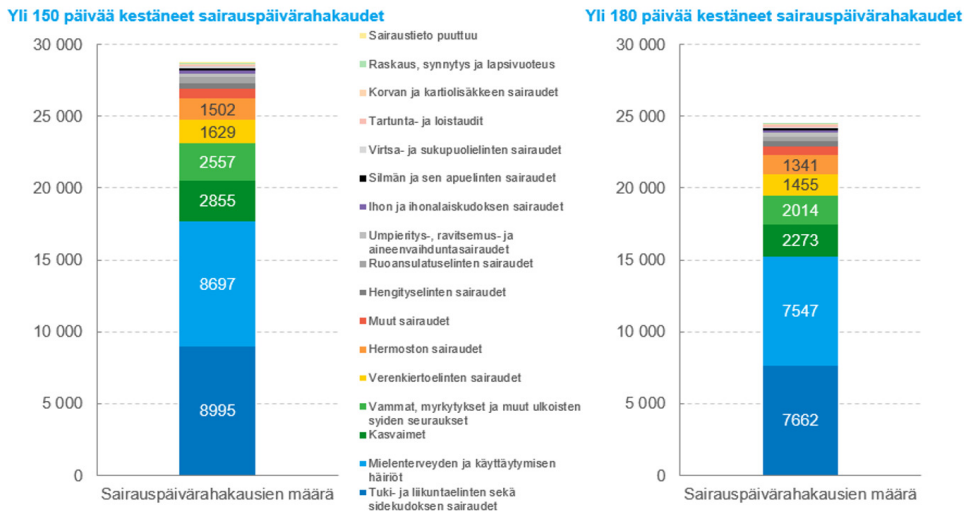 Yli 150 päivää kestäneet sairauspäivärahakaudet
30 000
25 000
20 000
15 000
10 000
5 000
0
1502
1629
2557
2855
8697
8995
Sairauspäivärahakausien määrä
Sairaustieto puuttuu
Raskaus, synnytys ja lapsivuoteus
Korvan ja kartiolisäkkeen sairaudet
Tartunta- ja loistaudit
Virtsa- ja sukupuolielinten sairaudet
Silmän ja sen apuelinten sairaudet
Ihon ja ihonalaiskudoksen sairaudet
Umpieritys-, ravitsemus- ja
aineenvaihduntasairaudet
Ruoansulatuselinten sairaudet
Hengityselinten sairaudet
Muut sairaudet
Hermoston sairaudet
Verenkiertoelinten sairaudet
Vammat, myrkytykset ja muut ulkoisten
syiden seuraukset
Kasvaimet
Mielenterveyden ja käyttäytymisen
häiriöt
Tuki- ja liikuntaelinten sekä
sidekudoksen sairaudet
Yli 180 päivää kestäneet sairauspäivärahakaudet
30 000
25 000
20 000
15 000
10 000
5 000
0
1341
1455
2014
2273
7547
7662
Sairauspäivärahakausien määrä